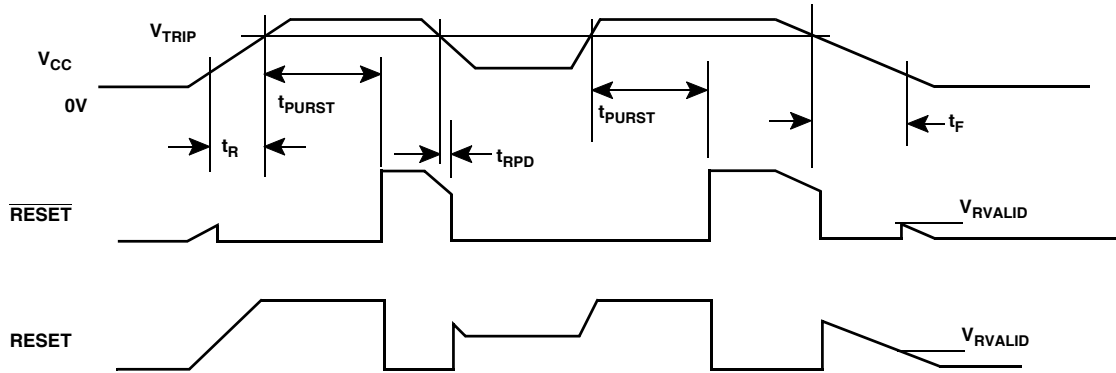 VTRIP
VCC
0V
tPURST
tPURST
tR
tRPD
tF
RESET
VRVALID
RESET
VRVALID